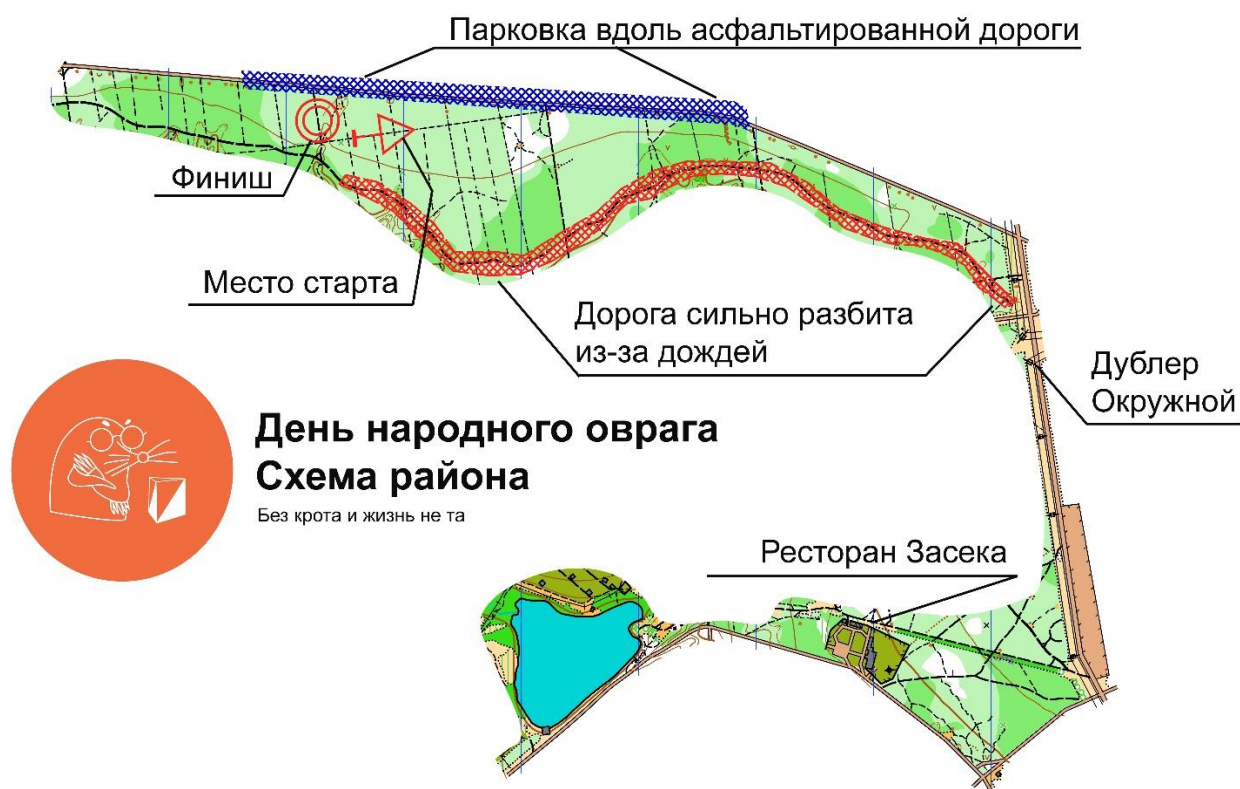 Парковка вдоль асфальтированной дороги
Финиш
Место старта
Дорога сильно разбита
из-за дождей
Дублер
Окружной
День народного оврага
Схема района
Без крота и жизнь не та
Ресторан Засека